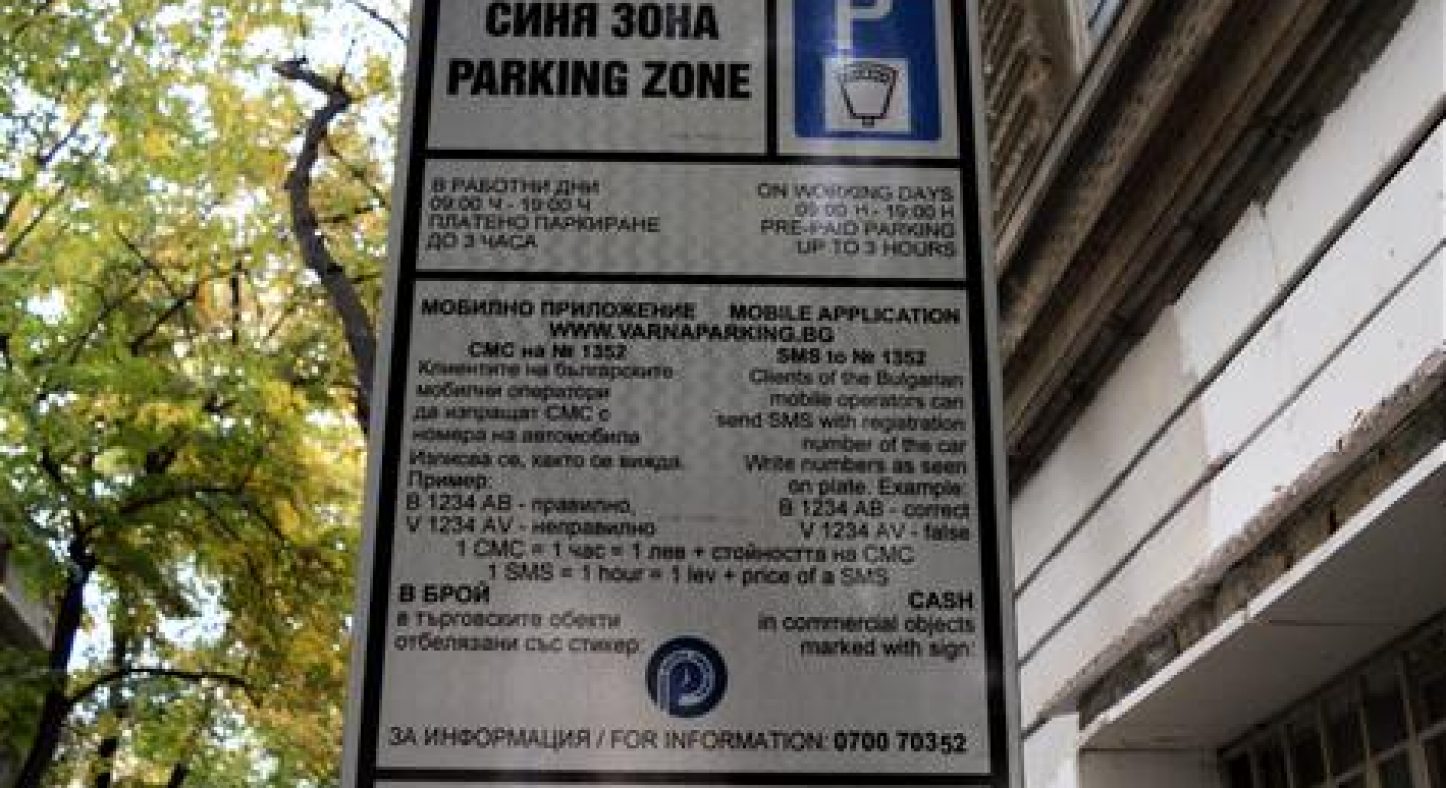 СИНЯ ЗОНА
PARKING ZONE
P
В РАБОТНИ ДНИ
09:00 Ч - 19:00 Ч
ПЛАТЕНО ПАРКИРАНЕ
ДО 3 ЧАСА
ON WORKING DAYS
09:00 H - 19:00 H
PRE-PAID PARKING
UP TO 3 HOURS
МОБИЛНО ПРИЛОЖЕНИЕ MOBILE APPLICATION
WWW.VARNAPARKING.BG
СМС на № 1352
Клиентите на българските
мобилни оператори
да изпращат СМС с
номера на автомобила
Изписва се, както се вижда.
Пример:
В 1234 АВ - правилно,
V 1234 AV - неправилно
SMS to № 1352
Clients of the Bulgarian
mobile operators can
send SMS with registration
number of the car
Write numbers as seen
on plate. Example:
B 1234 AB - correct
V 1234 AV - false
1 СМС = 1 час = 1 лев + стойността на СМС
1 SMS = 1 hour = 1 lev + price of a SMS
В БРОЙ
в търговските обекти
отбелязани със стикер:
CASH
in commercial objects
marked with sign:
ЗА ИНФОРМАЦИЯ / FOR INFORMATION: 0700 70352